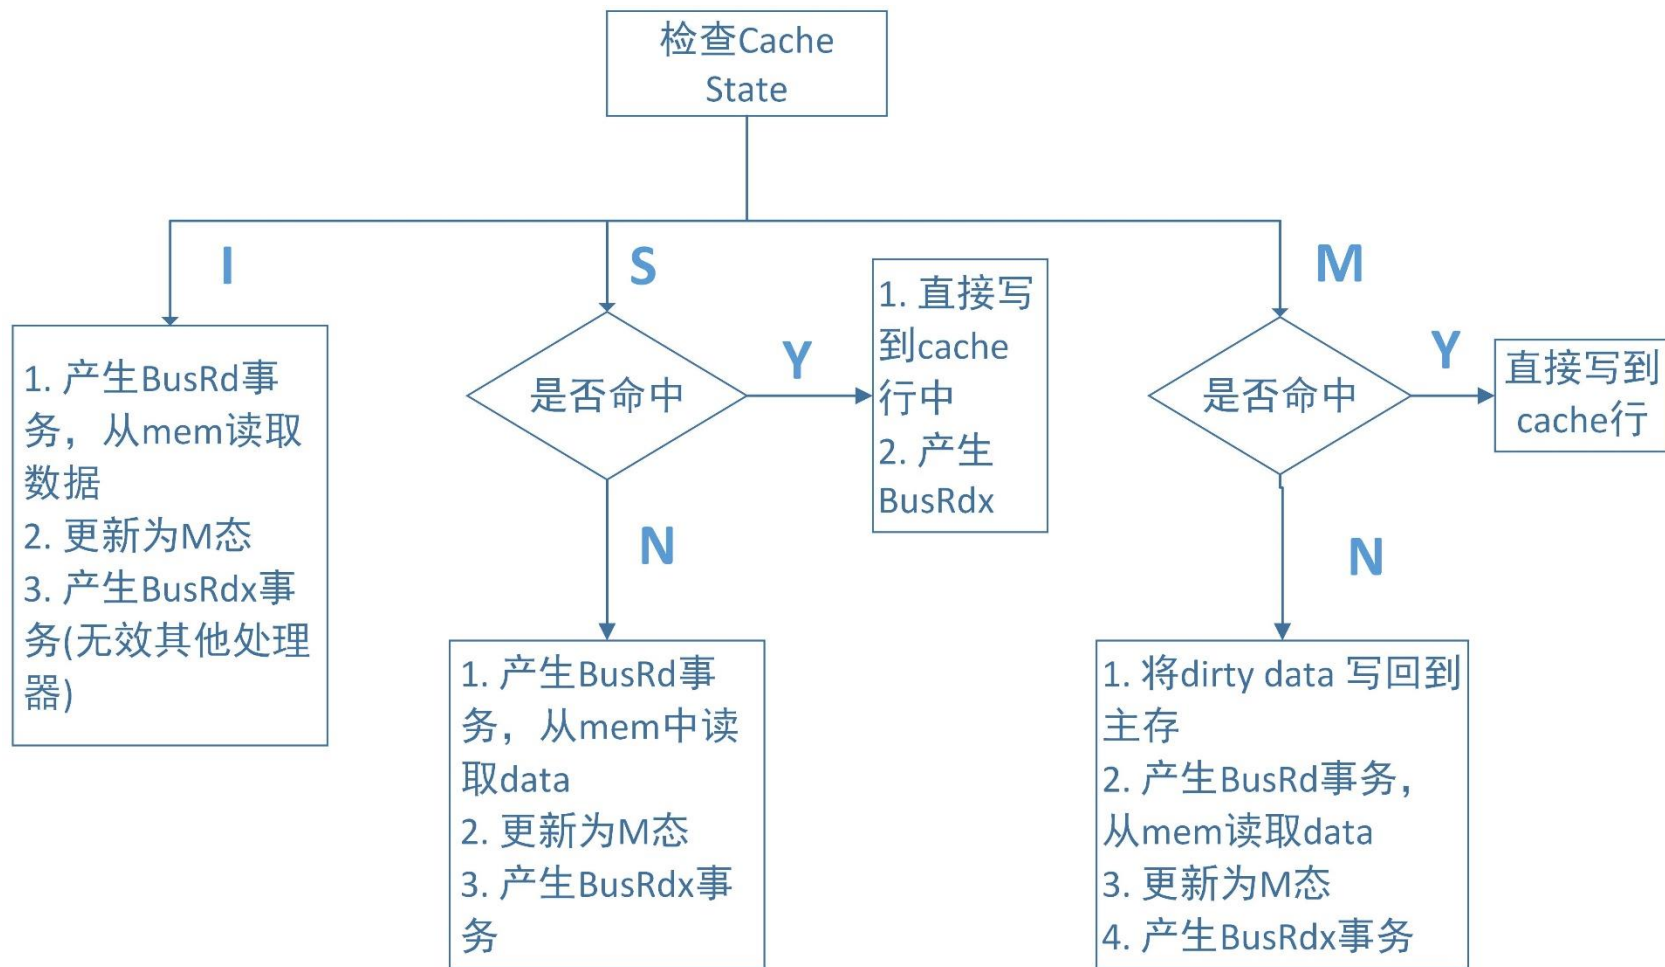 检查Cache
State
I
S
M
1. 产生BusRd事
务，从mem读取
数据
2. 更新为M态
3. 产生BusRdx事
务(无效其他处理
器)
是否命中
Y
1. 直接写
到cache
行中
2. 产生
BusRdx
是否命中
Y
直接写到
cache行
N
N
1. 产生BusRd事
务，从mem中读
取data
2. 更新为M态
3. 产生BusRdx事
务
1. 将dirty data 写回到
主存
2. 产生BusRd事务，
从mem读取data
3. 更新为M态
4. 产生BusRdx事务